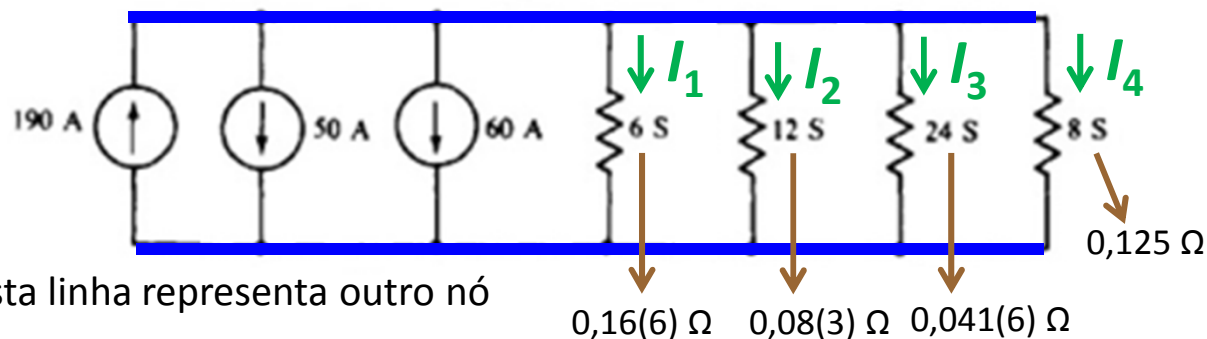 I1 I2 I3 I4
190 A 50 A 60 A 6 S 12 S 24 S 8 S
0,125 Ω
sta linha representa outro nó
0,16(6) Ω 0,08(3) Ω 0,041(6) Ω